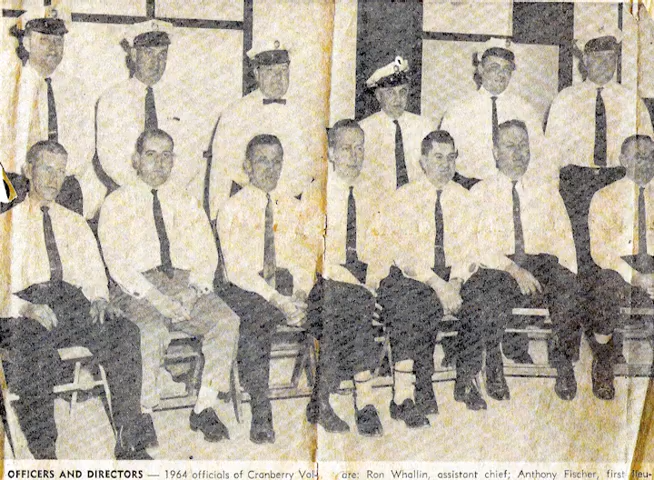 OFFICERS AND DIRECTORS — 1964 officials of Cranberry Vol- are: Ron Whallin, assistant chief; Anthony Fischer, first lieu-